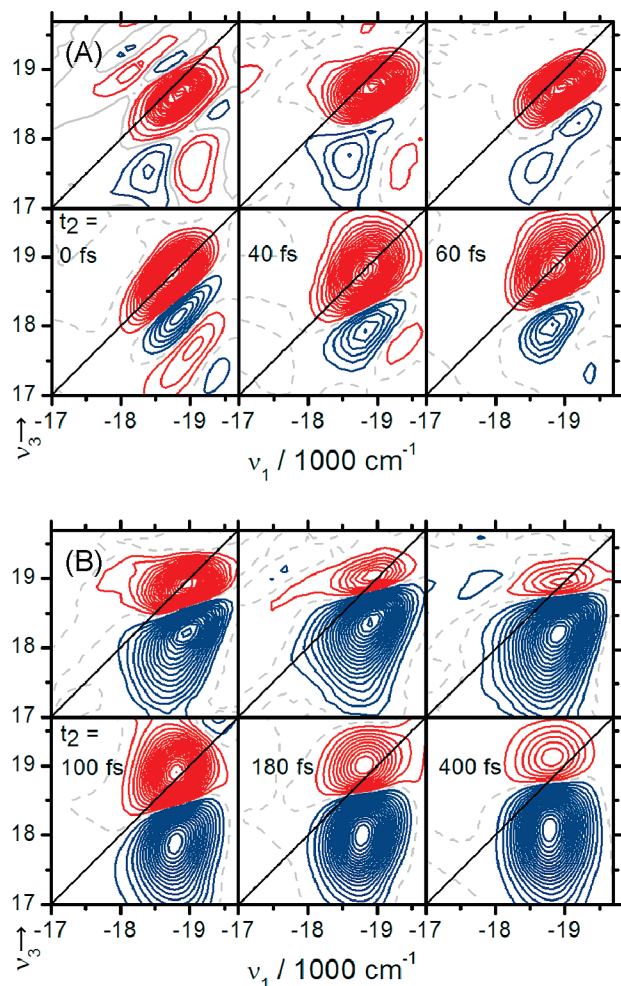 (A)
19
18
17
t2 =
0 fs
40 fs
60 fs
19
18
17
-17 -18 -19 -17 -18 -19 -17 -18 -19
ν3→
ν1 / 1000 cm-1
(B)
19
18
17
t2 =
100 fs
180 fs
400 fs
19
18
17
-17 -18 -19 -17 -18 -19 -17 -18 -19
ν3→
ν1 / 1000 cm-1